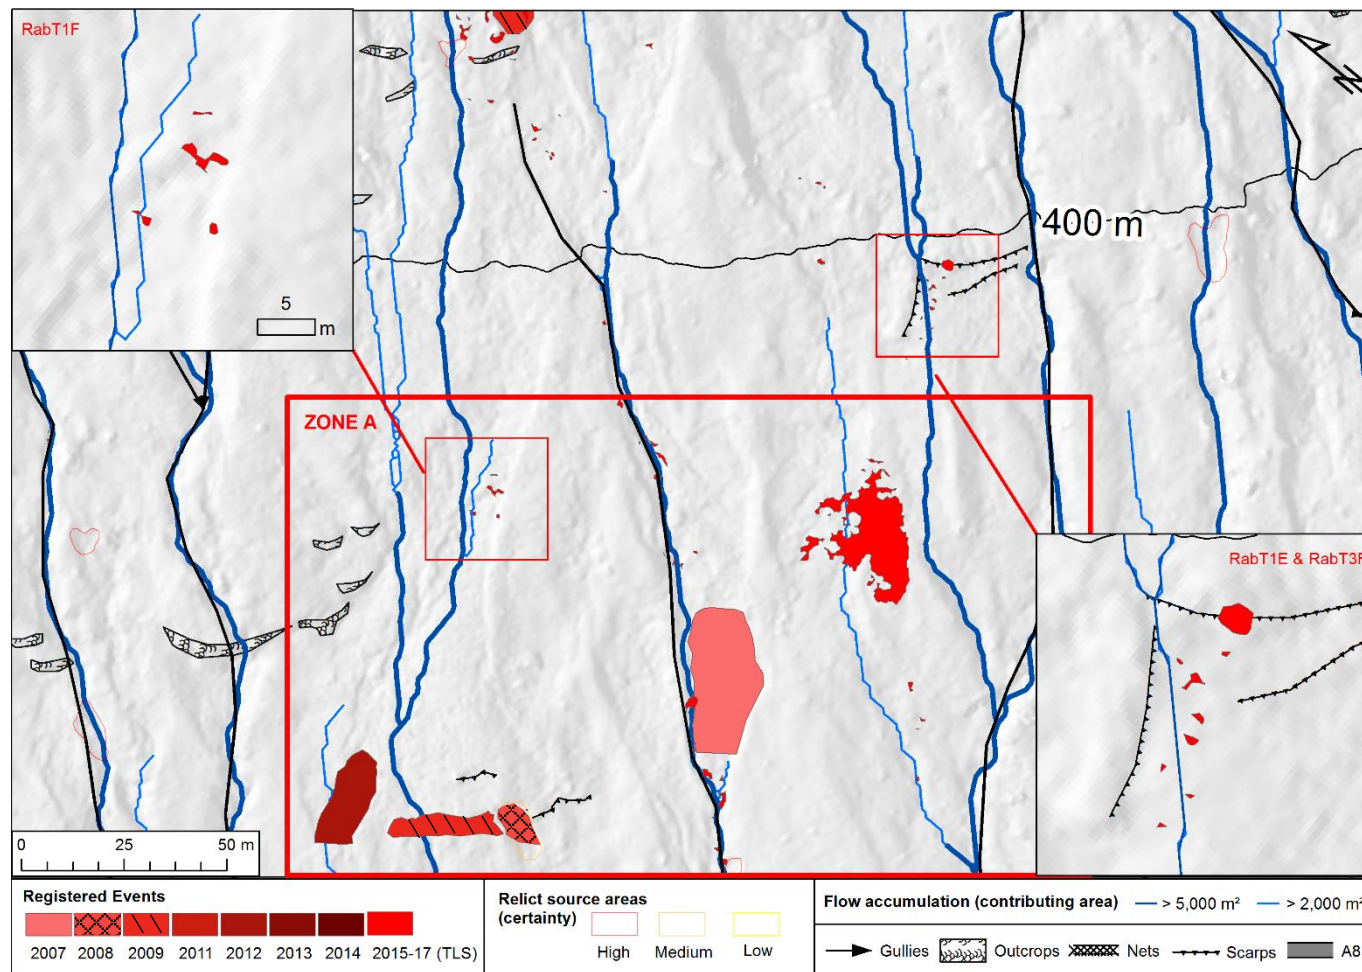 RabT1F
5
m
N
400 m
ZONE A
RabT1E & RabT3F
0 25 50 m
Registered Events
2007 2008 2009 2011 2012 2013 2014 2015-17 (TLS)
Relict source areas
(certainty)
High Medium Low
Flow accumulation (contributing area) > 5,000 m² > 2,000 m²
Gullies Outcrops Nets Scarps A8